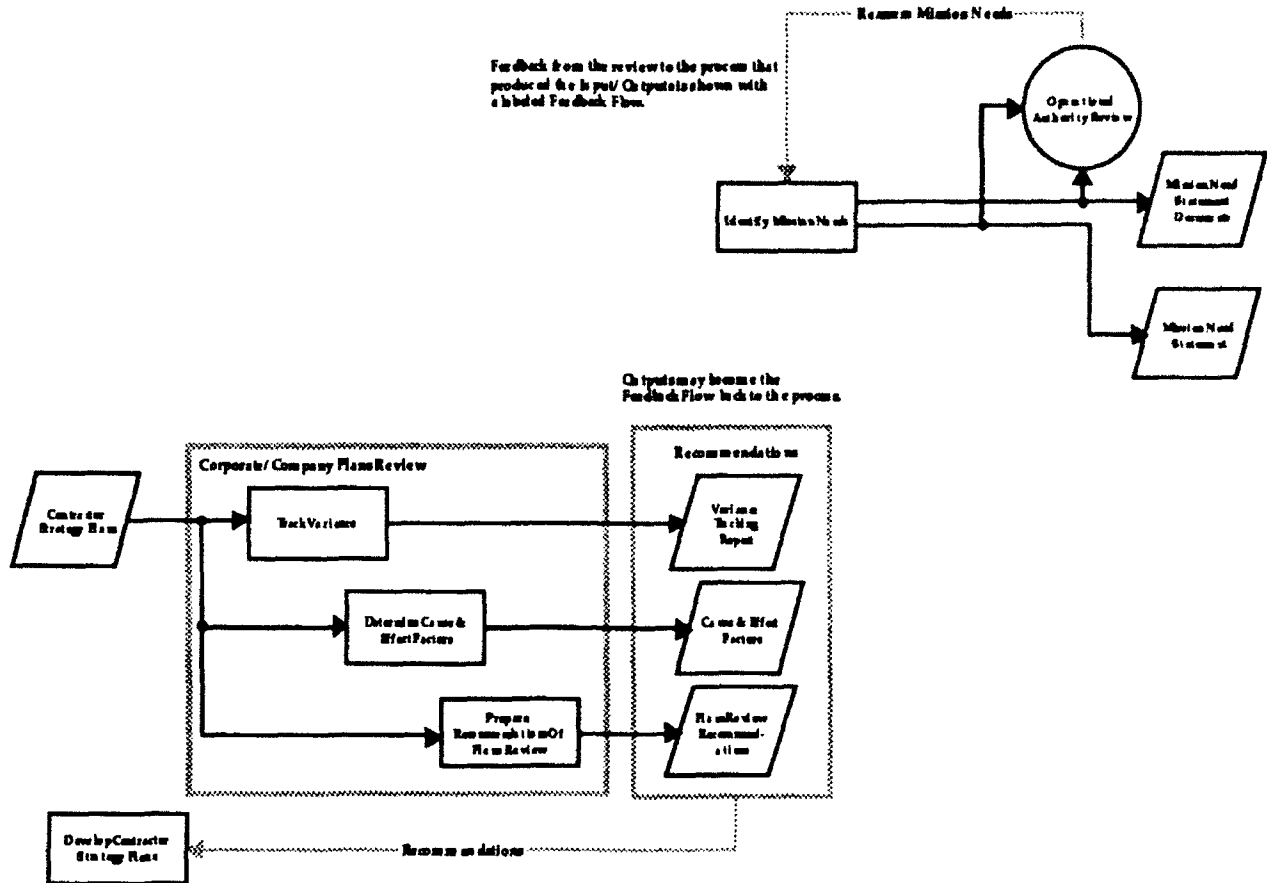 Reassess Mission Needs
Feedback from the review to the process that
produced the Input/Output is shown with
a labeled Feedback Flow.
Operational
Authority Review
Identify Mission Needs
Mission Need
Statement
Documents
Mission Need
Statement
Outputs may become the
Feedback Flow back to the process.
Corporate/Company Plans Review
Recommendations
Contractor
Strategy Plans
Track Variance
Variance
Tracking
Report
Determine Cause &
Effect Factors
Cause & Effect
Factors
Prepare
Recommendations Of
Plans Review
Plans Review
Recommend-
ations
Develop Contractor
Strategy Plans
Recommendations